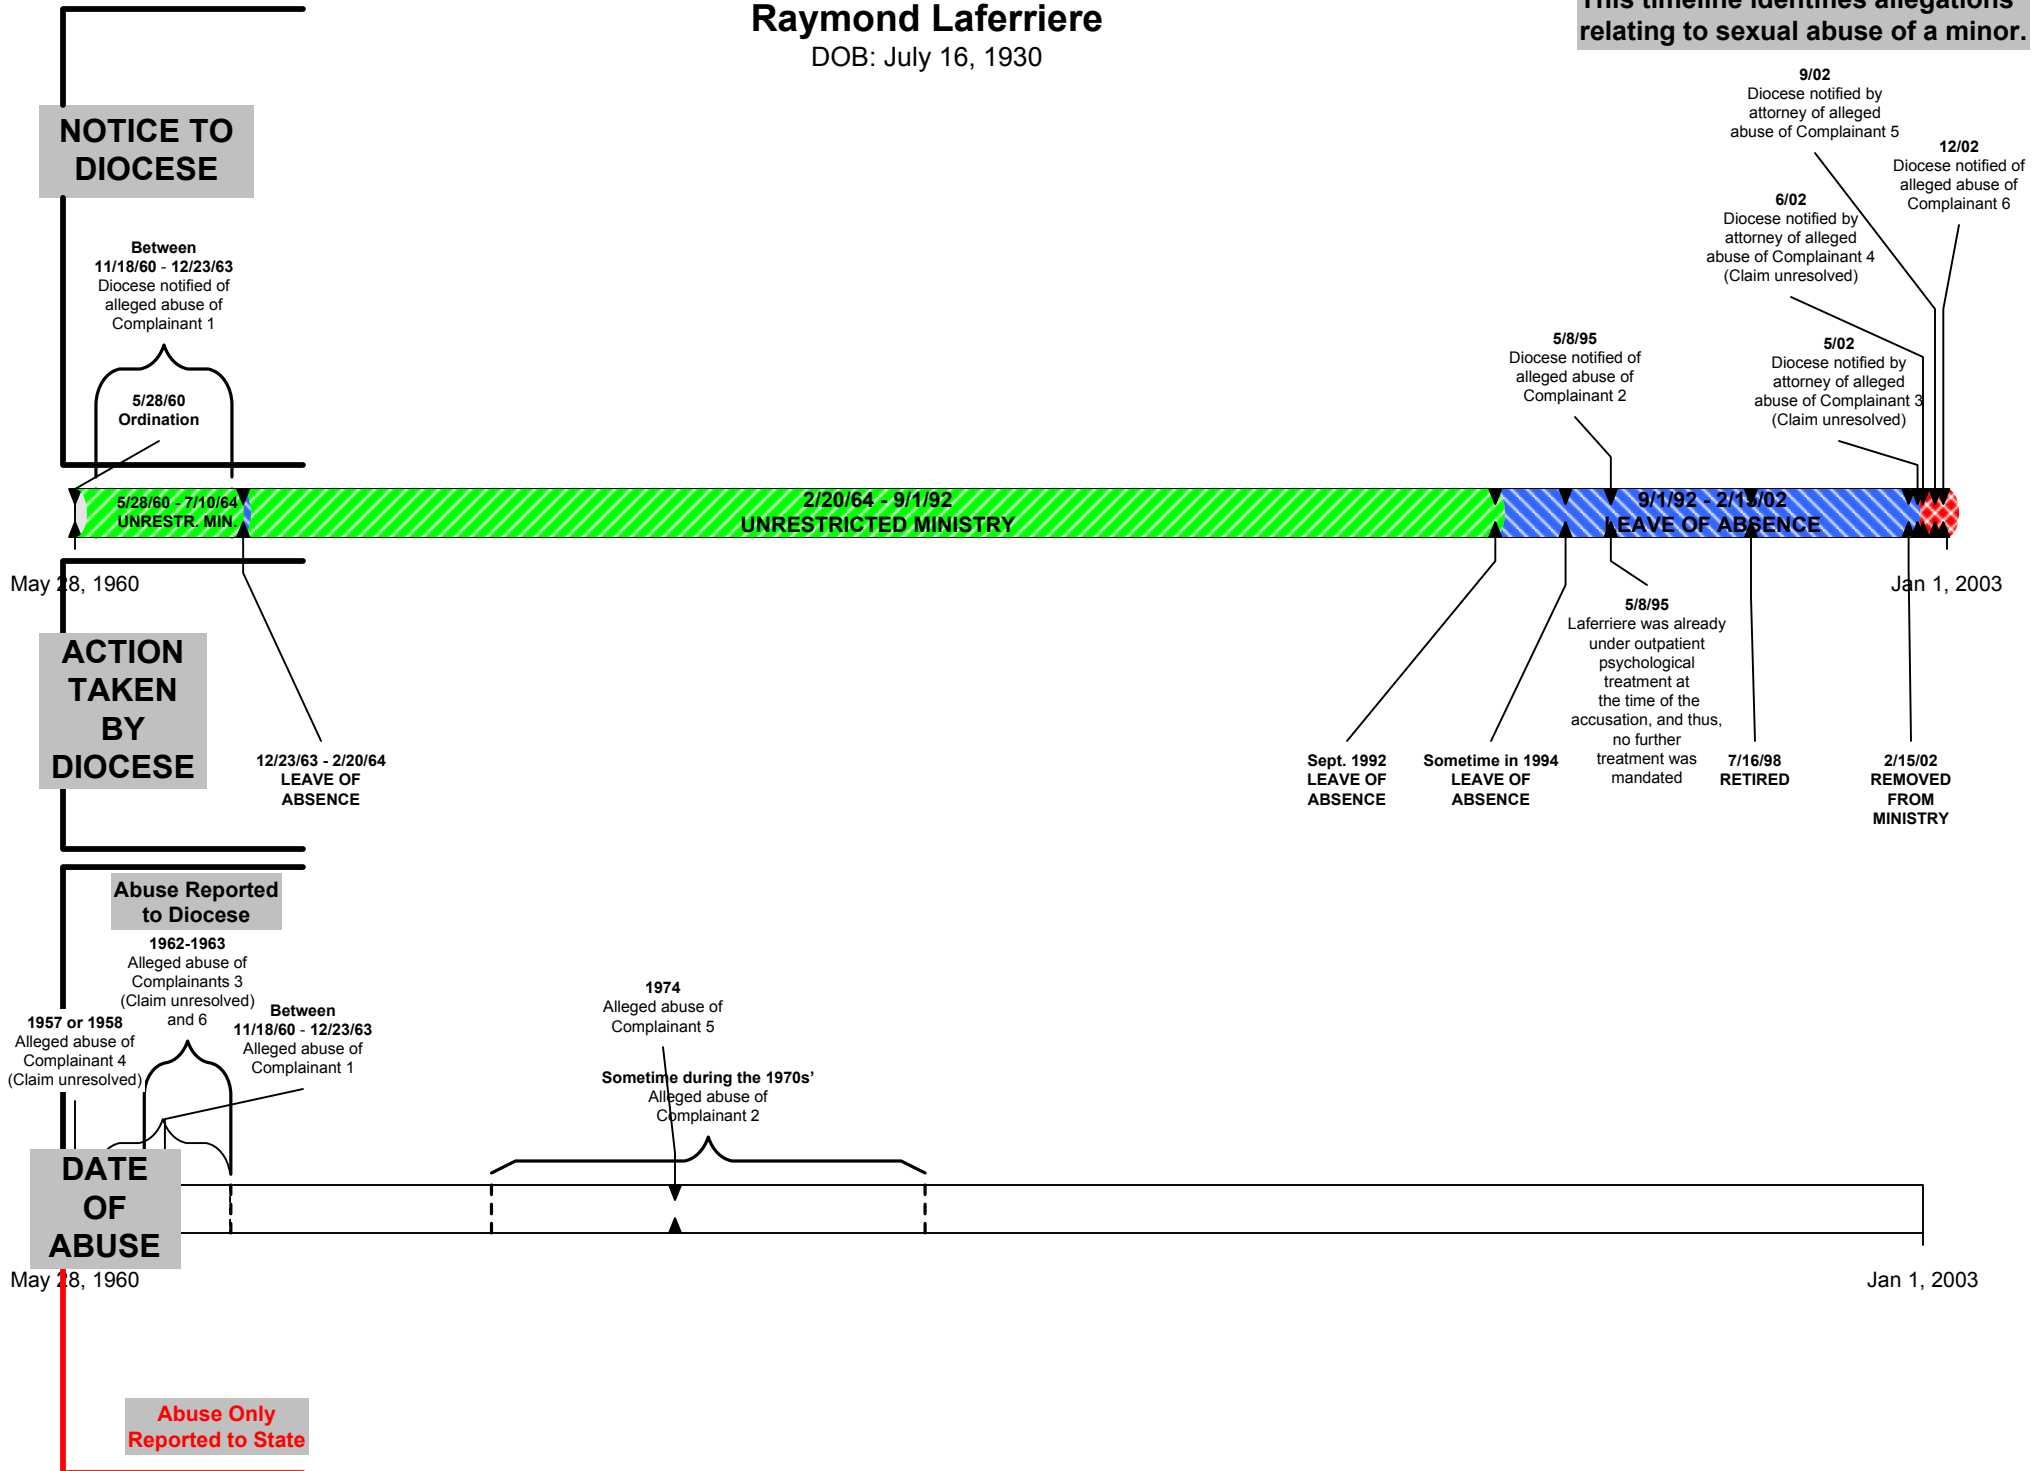 Raymond Laferriere
DOB: July 16, 1930
This timeline identifies allegations
relating to sexual abuse of a minor.
NOTICE TO
DIOCESE
Between
11/18/60 - 12/23/63
Diocese notified of
alleged abuse of
Complainant 1
5/28/60
Ordination
5/8/95
Diocese notified of
alleged abuse of
Complainant 2
9/02
Diocese notified by
attorney of alleged
abuse of Complainant 5
12/02
Diocese notified of
alleged abuse of
Complainant 6
6/02
Diocese notified by
attorney of alleged
abuse of Complainant 4
(Claim unresolved)
5/02
Diocese notified by
attorney of alleged
abuse of Complainant 3
(Claim unresolved)
5/28/60 - 7/10/64
UNRESTR. MIN.
2/20/64 - 9/1/92
UNRESTRICTED MINISTRY
9/1/92 - 2/15/02
LEAVE OF ABSENCE
May 28, 1960
Jan 1, 2003
ACTION
TAKEN
BY
DIOCESE
12/23/63 - 2/20/64
LEAVE OF
ABSENCE
Sept. 1992
LEAVE OF
ABSENCE
Sometime in 1994
LEAVE OF
ABSENCE
5/8/95
Laferriere was already
under outpatient
psychological
treatment at
the time of the
accusation, and thus,
no further
treatment was
mandated
7/16/98
RETIRED
2/15/02
REMOVED
FROM
MINISTRY
Abuse Reported
to Diocese
1962-1963
Alleged abuse of
Complainants 3
(Claim unresolved)
and 6
1957 or 1958
Alleged abuse of
Complainant 4
(Claim unresolved)
Between
11/18/60 - 12/23/63
Alleged abuse of
Complainant 1
1974
Alleged abuse of
Complainant 5
Sometime during the 1970s'
Alleged abuse of
Complainant 2
DATE
OF
ABUSE
May 28, 1960
Jan 1, 2003
Abuse Only
Reported to State